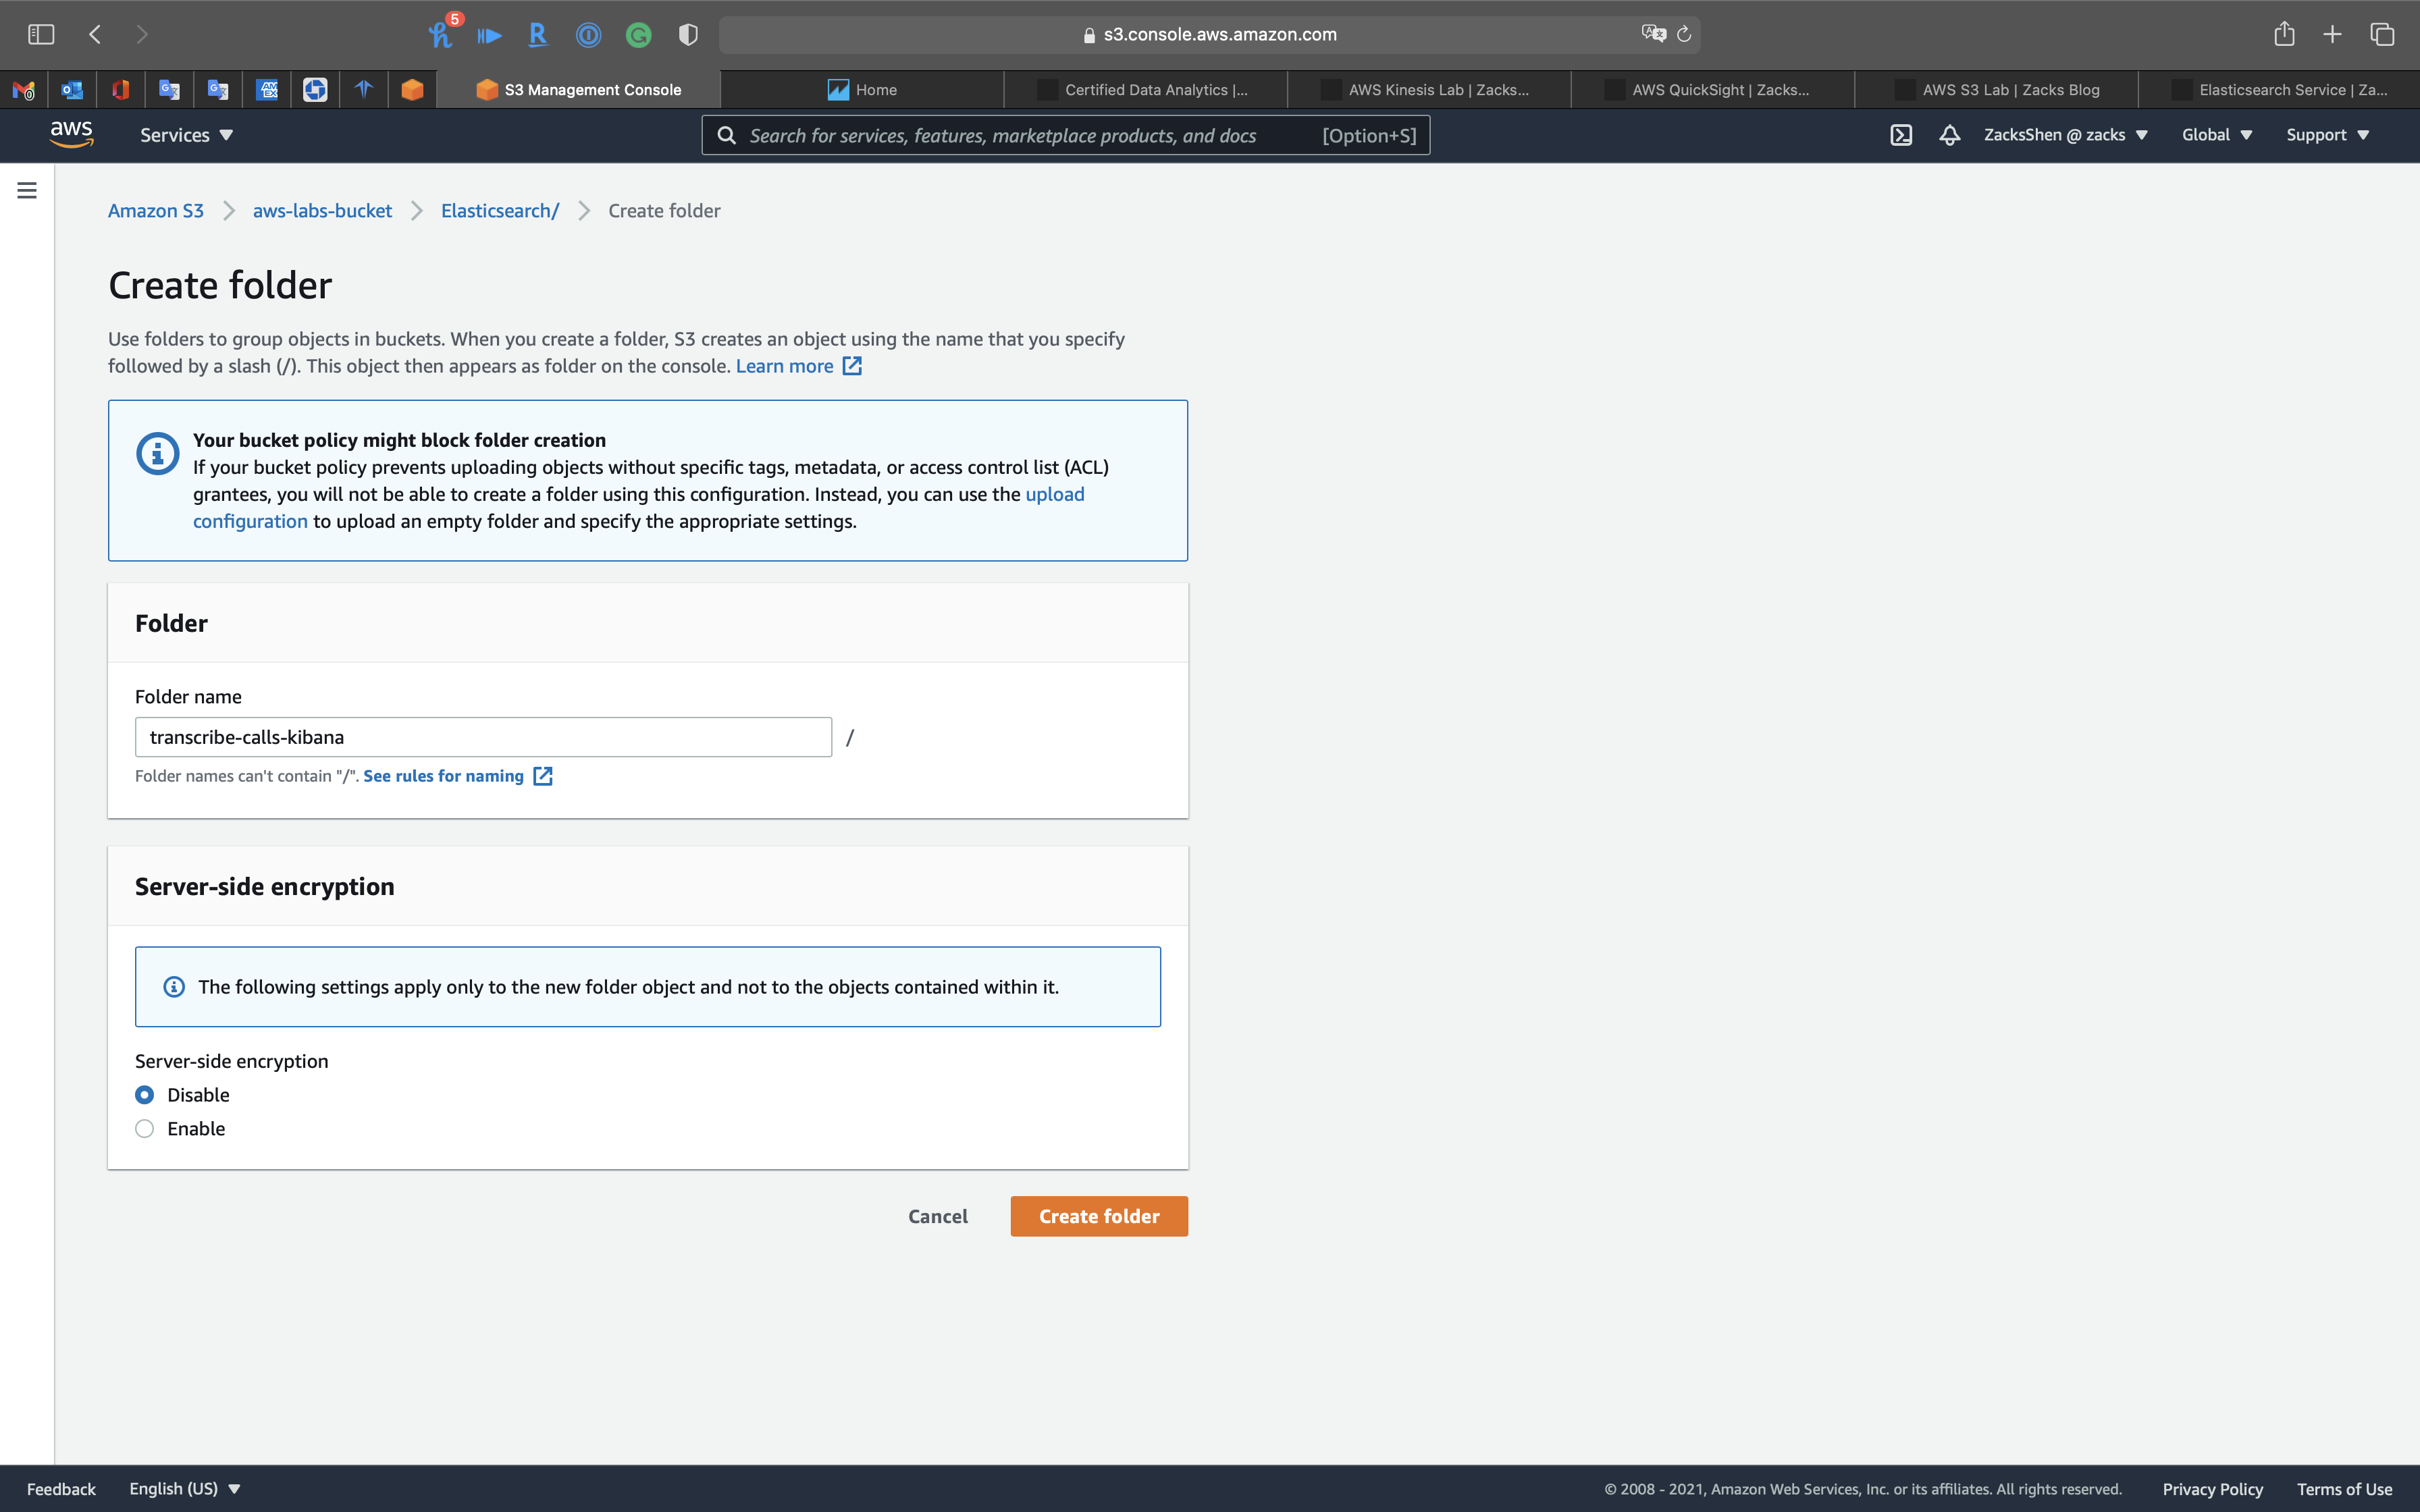 5
s3.console.aws.amazon.com
S3 Management Console
Home
Certified Data Analytics |...
AWS Kinesis Lab | Zacks...
AWS QuickSight | Zacks...
AWS S3 Lab | Zacks Blog
Elasticsearch Service | Za...
aws
Services
Search for services, features, marketplace products, and docs
[Option+S]
ZacksShen @ zacks
Global
Support
Amazon S3
aws-labs-bucket
Elasticsearch/
Create folder
Create folder
Use folders to group objects in buckets. When you create a folder, S3 creates an object using the name that you specify
followed by a slash (/). This object then appears as folder on the console. Learn more
Your bucket policy might block folder creation
If your bucket policy prevents uploading objects without specific tags, metadata, or access control list (ACL)
grantees, you will not be able to create a folder using this configuration. Instead, you can use the upload
configuration to upload an empty folder and specify the appropriate settings.
Folder
Folder name
transcribe-calls-kibana /
Folder names can't contain "/". See rules for naming
Server-side encryption
The following settings apply only to the new folder object and not to the objects contained within it.
Server-side encryption
Disable
Enable
Cancel
Create folder
Feedback
English (US)
© 2008 - 2021, Amazon Web Services, Inc. or its affiliates. All rights reserved.
Privacy Policy
Terms of Use